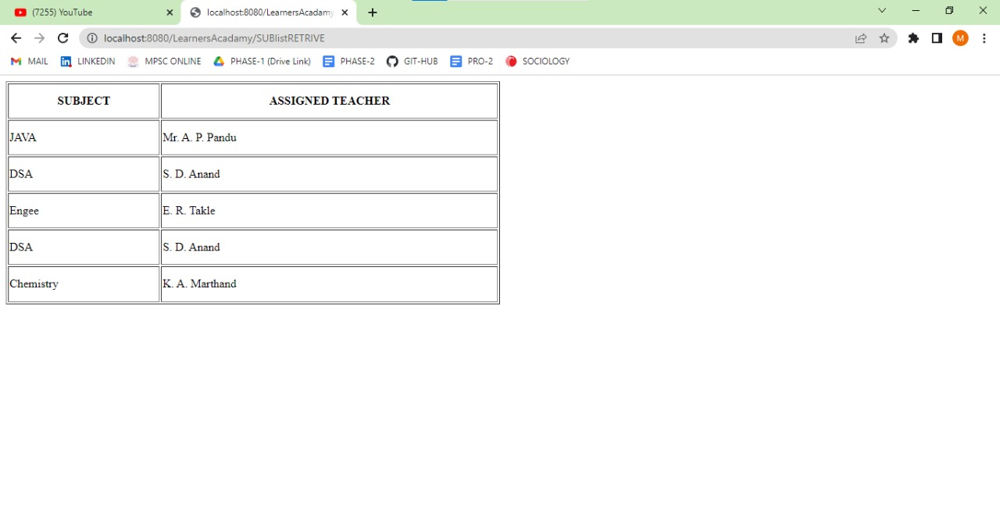 (7255) YouTube
localhost:8080/LearnersAcadamy
localhost:8080/LearnersAcadamy/SUBlistRETRIVE
M
MAIL LINKEDIN MPSC ONLINE PHASE-1 (Drive Link) PHASE-2 GIT-HUB PRO-2 SOCIOLOGY
SUBJECT ASSIGNED TEACHER
JAVA Mr. A. P. Pandu
DSA S. D. Anand
Engee E. R. Takle
DSA S. D. Anand
Chemistry K. A. Marthand